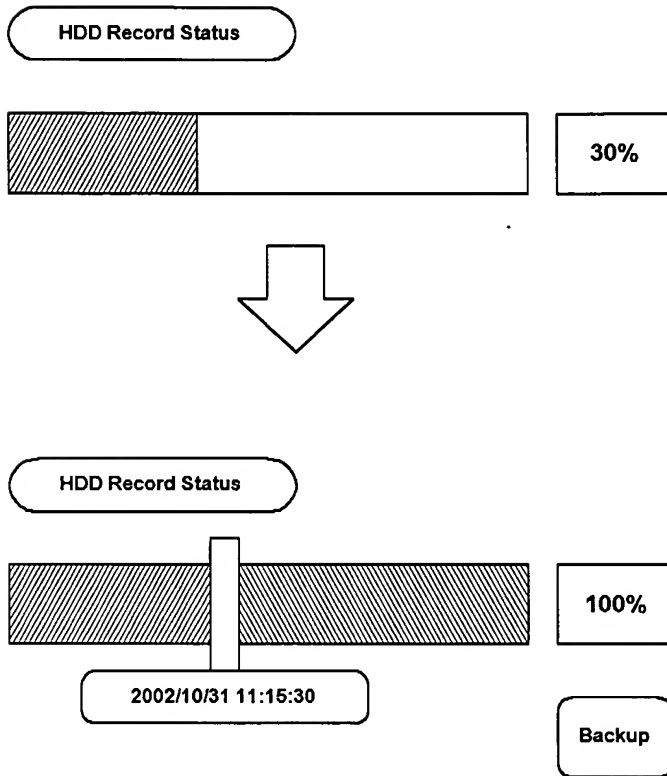 HDD Record Status
30%
HDD Record Status
100%
2002/10/31 11:15:30
Backup